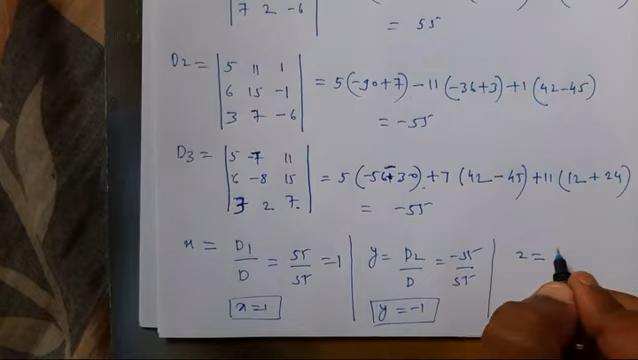 7 2 -6
= 55
D2 = | 5 11 1 |
| 6 15 -1 |
| 3 7 -6 |
= 5(-90+7) - 11(-36+3) + 1(42-45)
= -55
D3 = | 5 -7 11 |
| 6 -8 15 |
| 3 2 7. |
= 5(-56-30) + 7(42-45) + 11(12+24)
= -55
x = D1/D = 55/55 = 1
x=1
y = D2/D = -55/55
y = -1
z =